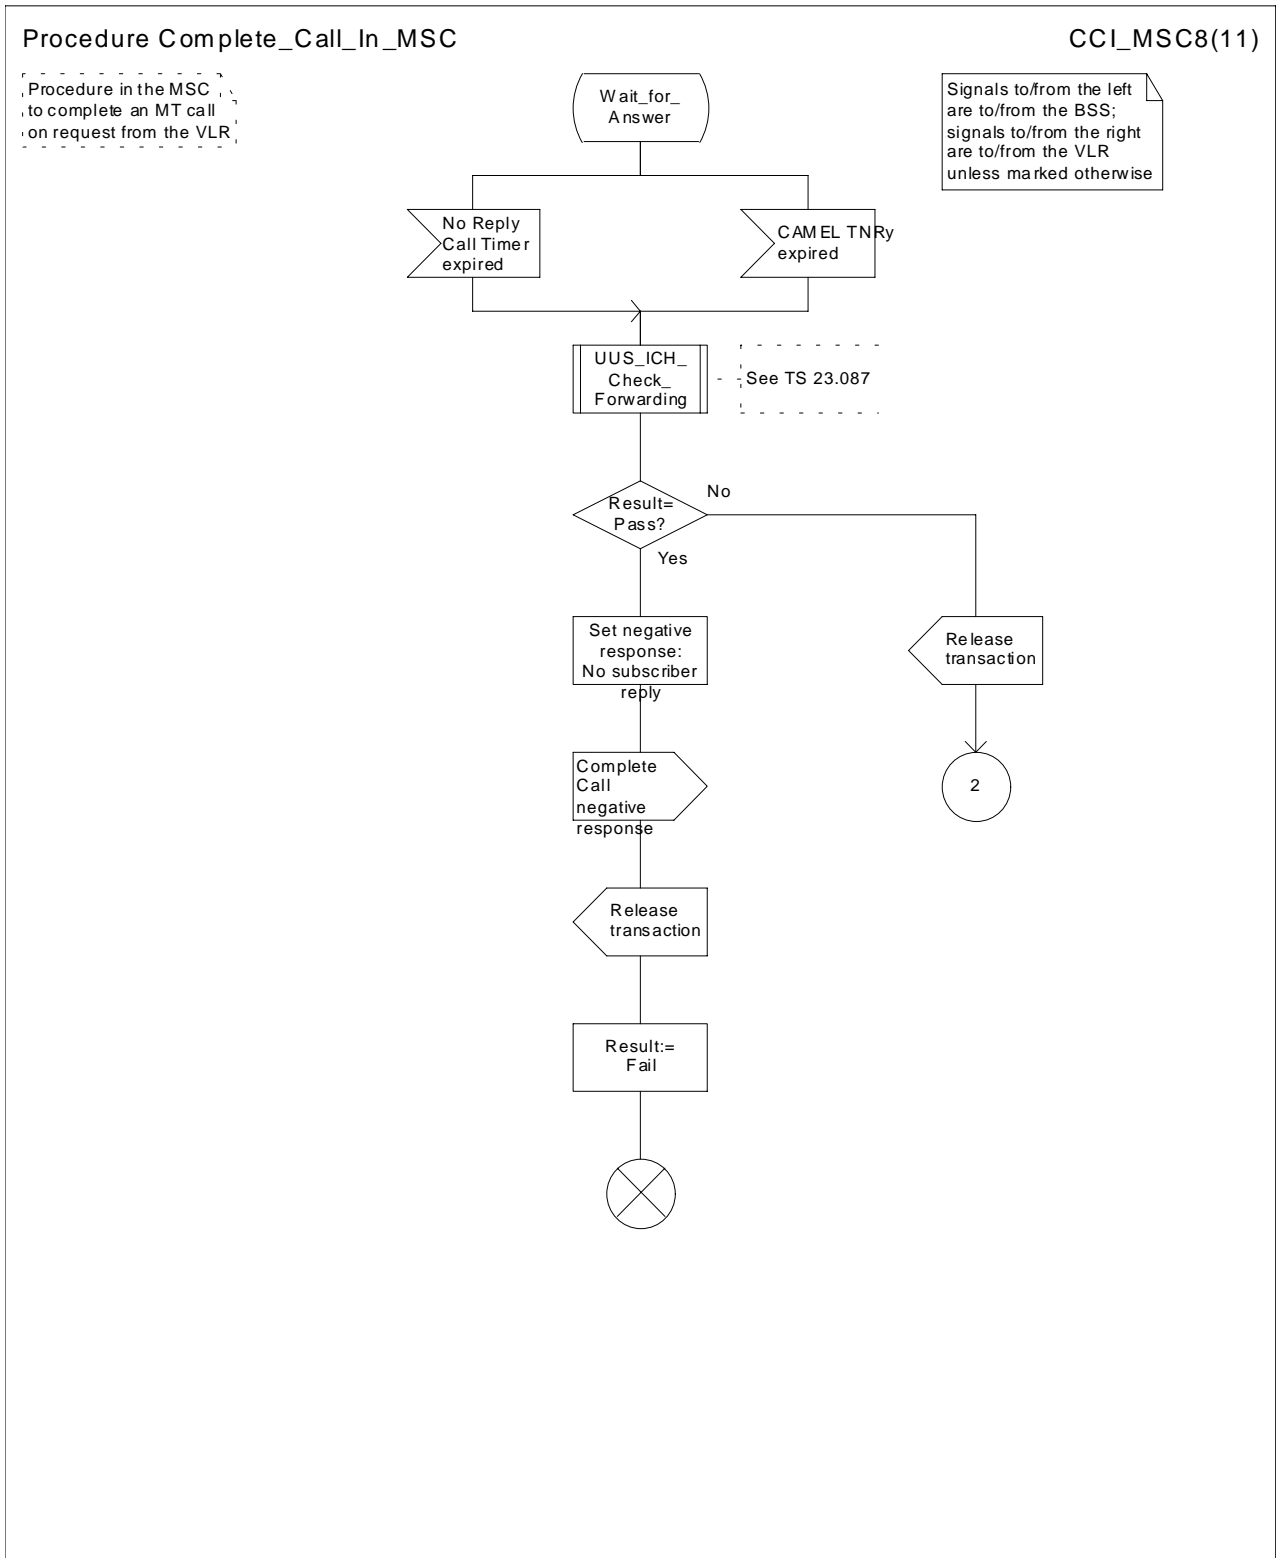 Procedure Complete_Call_In_MSC
CCI_MSC8(11)
Procedure in the MSC
to complete an MT call
on request from the VLR
Signals to/from the left
are to/from the BSS;
signals to/from the right
are to/from the VLR
unless marked otherwise
Wait_for_
Answer
No Reply
Call Timer
expired
CAMEL TNRy
expired
UUS_ICH_
Check_
Forwarding
See TS 23.087
Result=
Pass?
No
Yes
Set negative
response:
No subscriber
reply
Release
transaction
Complete
Call
negative
response
2
Release
transaction
Result:=
Fail